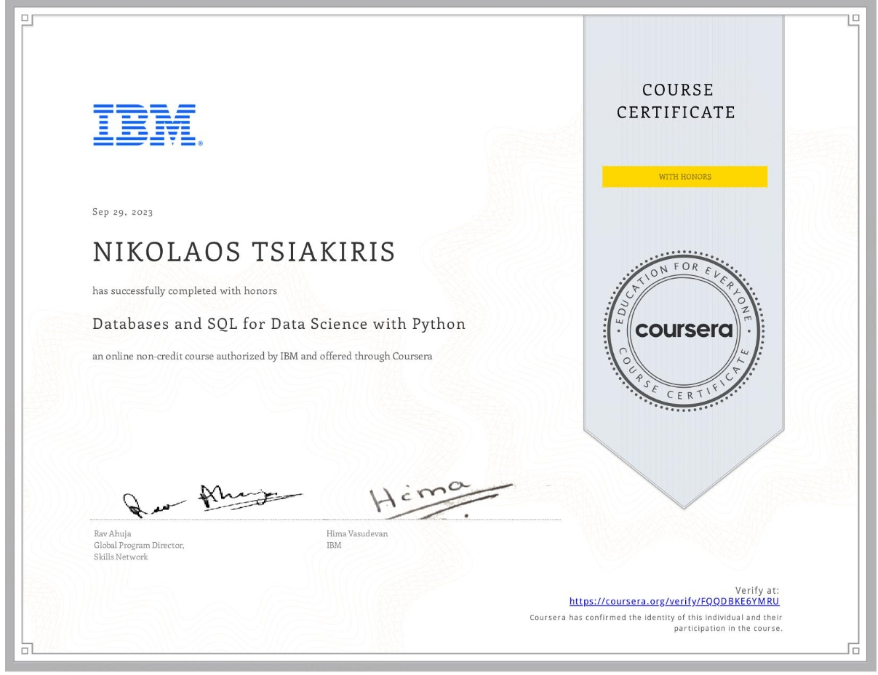 IBM®
COURSE
CERTIFICATE
WITH HONORS
Sep 29, 2023
NIKOLAOS TSIAKIRIS
has successfully completed with honors
Databases and SQL for Data Science with Python
an online non-credit course authorized by IBM and offered through Coursera
EDUCATION FOR EVERYONE
coursera
COURSE CERTIFICATE
Rav Ahuja
Hima
Rav Ahuja
Global Program Director,
Skills Network
Hima Vasudevan
IBM
Verify at:
https://coursera.org/verify/FQQDBKE6YMRU
Coursera has confirmed the identity of this individual and their
participation in the course.